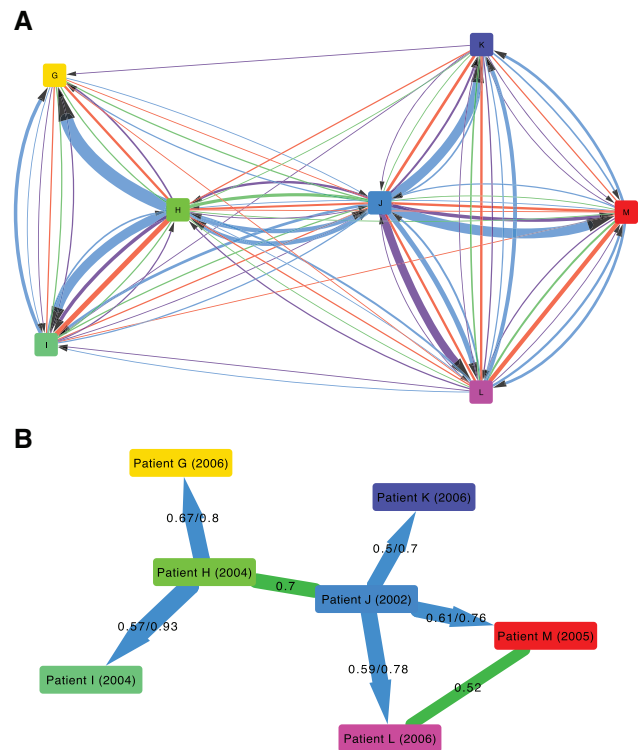 A
K
G
J
H
M
I
L
B
Patient G (2006)
Patient K (2006)
0.67/0.8
0.5/0.7
Patient H (2004)
0.7
Patient J (2002)
0.61/0.76
0.57/0.93
Patient M (2005)
0.59/0.78
Patient I (2004)
0.52
Patient L (2006)